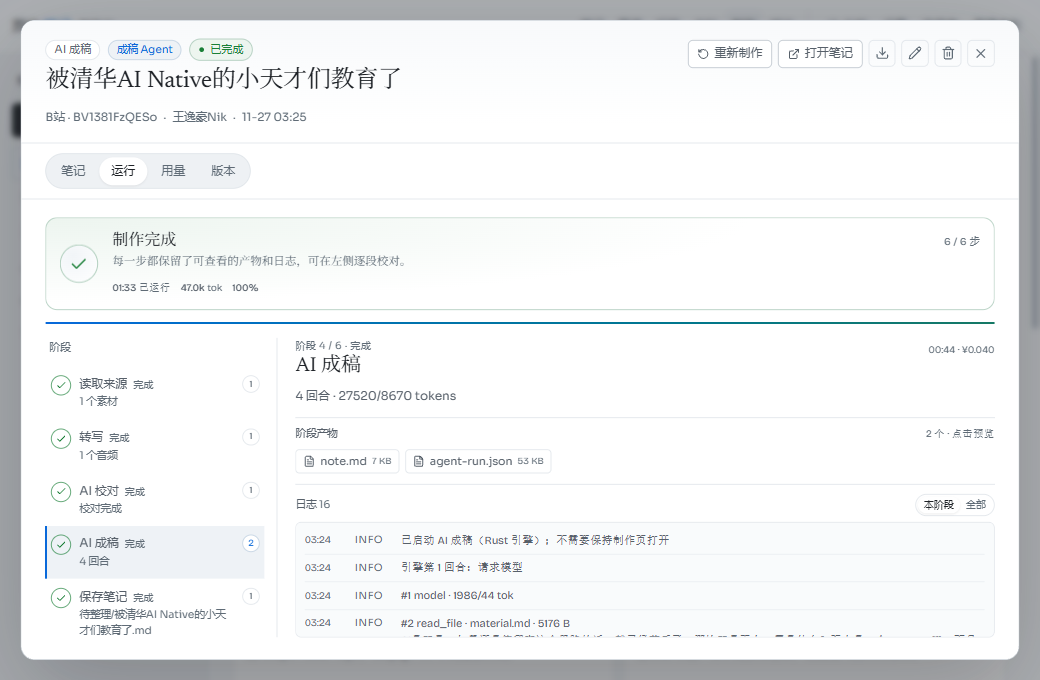 AI 成稿 成稿 Agent 已完成
重新制作 打开笔记
被清华AI Native的小天才们教育了
B站 · BV1381FzQESo · 王逸豪Nik · 11-27 03:25
笔记 运行 用量 版本
制作完成
6 / 6 步
每一步都保留了可查看的产物和日志，可在左侧逐段校对。
01:33 已运行 47.0k tok 100%
阶段
读取来源 完成 1
1 个素材
转写 完成 1
1 个音频
AI 校对 完成 1
校对完成
AI 成稿 完成 2
4 回合
保存笔记 完成 1
待整理/被清华AI Native的小天
才们教育了.md
阶段 4 / 6 · 完成
AI 成稿
00:44 · ¥0.040
4 回合 · 27520/8670 tokens
阶段产物
2 个 · 点击预览
note.md 7 KB agent-run.json 53 KB
日志 16
本阶段 全部
03:24 INFO 已启动 AI 成稿（Rust 引擎）；不需要保持制作页打开
03:24 INFO 引擎第 1 回合：请求模型
03:24 INFO #1 model · 1986/44 tok
03:24 INFO #2 read_file · material.md · 5176 B